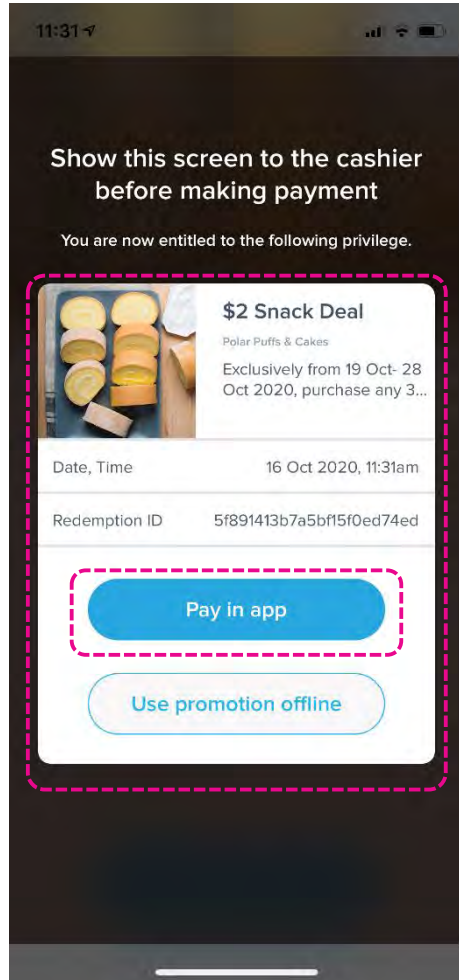 11:31
Show this screen to the cashier
before making payment
You are now entitled to the following privilege.
$2 Snack Deal
Polar Puffs & Cakes
Exclusively from 19 Oct- 28
Oct 2020, purchase any 3...
Date, Time 16 Oct 2020, 11:31am
Redemption ID 5f891413b7a5bf15f0ed74ed
Pay in app
Use promotion offline